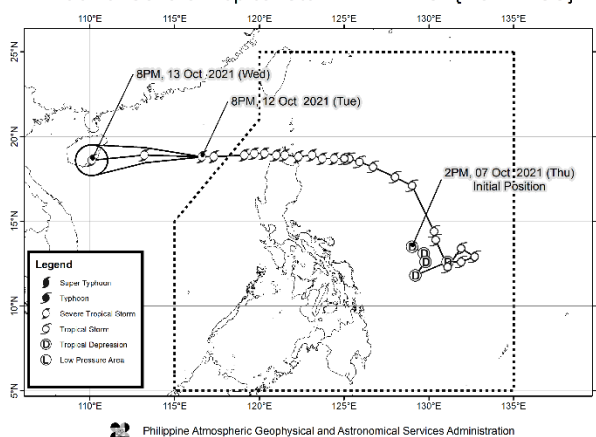 25°N
20°N
15°N
10°N
5°N
8PM, 13 Oct 2021 (Wed)
8PM, 12 Oct 2021 (Tue)
2PM, 07 Oct 2021 (Thu)
Initial Position
D
D
D
D
Legend
Super Typhoon
Typhoon
Severe Tropical Storm
Tropical Storm
D Tropical Depression
L Low Pressure Area
110°E 115°E 120°E 125°E 130°E 135°E
Philippine Atmospheric Geophysical and Astronomical Services Administration